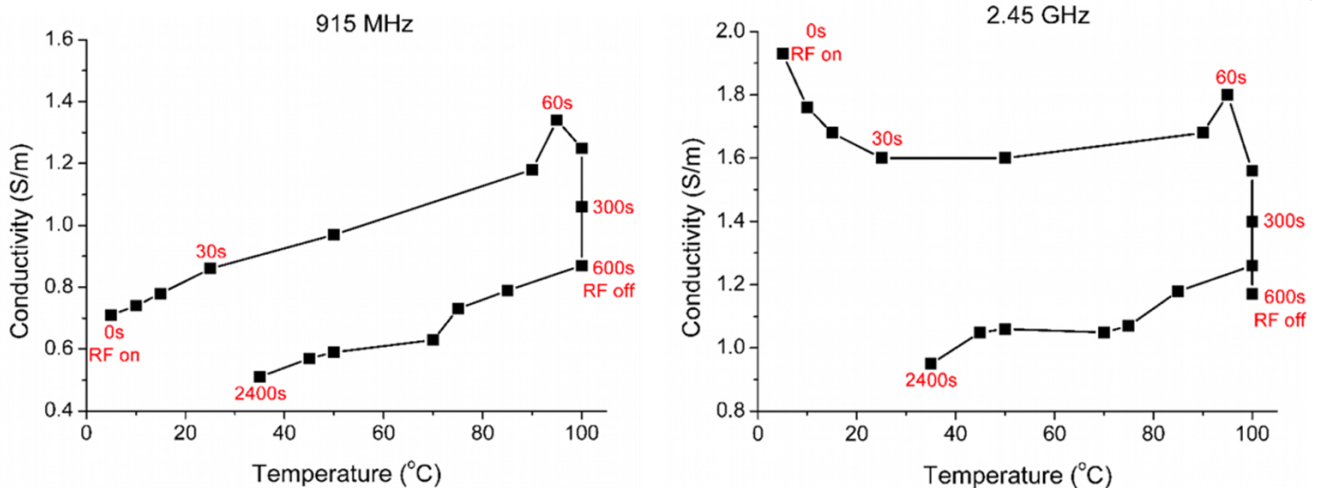 915 MHz
1.6
1.4
1.2
1.0
0.8
0.6
0.4
Conductivity (S/m)
0s
RF on
30s
60s
300s
600s
RF off
2400s
0
20
40
60
80
100
Temperature (°C)
2.45 GHz
2.0
1.8
1.6
1.4
1.2
1.0
0.8
Conductivity (S/m)
0s
RF on
30s
60s
300s
600s
RF off
2400s
0
20
40
60
80
100
Temperature (°C)